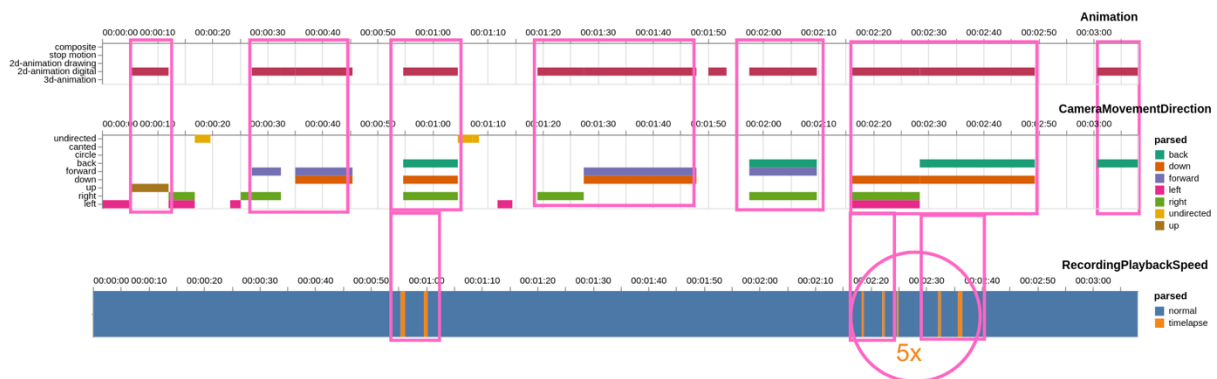 Animation
00:00:00 00:00:10 00:00:20 00:00:30 00:00:40 00:00:50 00:01:00 00:01:10 00:01:20 00:01:30 00:01:40 00:01:50 00:02:00 00:02:10 00:02:20 00:02:30 00:02:40 00:02:50 00:03:00
composite
stop motion
2d-animation drawing
2d-animation digital
3d-animation
CameraMovementDirection
00:00:00 00:00:10 00:00:20 00:00:30 00:00:40 00:00:50 00:01:00 00:01:10 00:01:20 00:01:30 00:01:40 00:01:50 00:02:00 00:02:10 00:02:20 00:02:30 00:02:40 00:02:50 00:03:00
undirected
canted
circle
back
forward
down
up
right
left
parsed
back
down
forward
left
right
undirected
up
RecordingPlaybackSpeed
00:00:00 00:00:10 00:00:20 00:00:30 00:00:40 00:00:50 00:01:00 00:01:10 00:01:20 00:01:30 00:01:40 00:01:50 00:02:00 00:02:10 00:02:20 00:02:30 00:02:40 00:02:50 00:03:00
parsed
normal
timelapse
5x